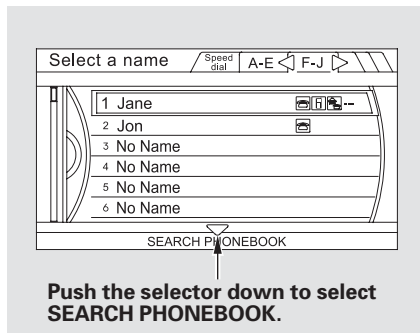 Select a name Speed dial A-E F-J
1 Jane
2 Jon
3 No Name
4 No Name
5 No Name
6 No Name
SEARCH PHONEBOOK
Push the selector down to select
SEARCH PHONEBOOK.